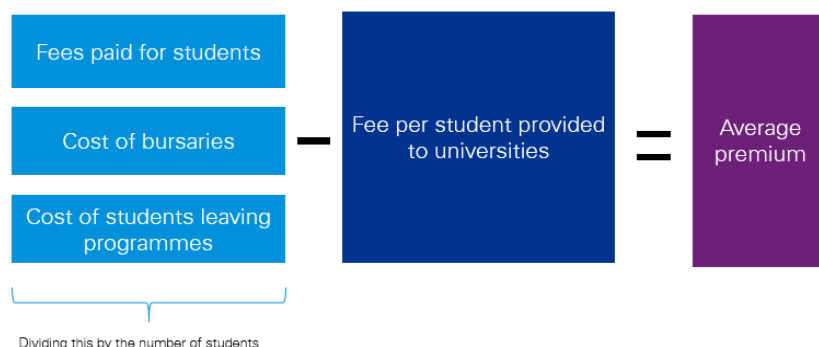 Fees paid for students
Cost of bursaries
Cost of students leaving
programmes
Fee per student provided
to universities
Average
premium
Dividing this by the number of students